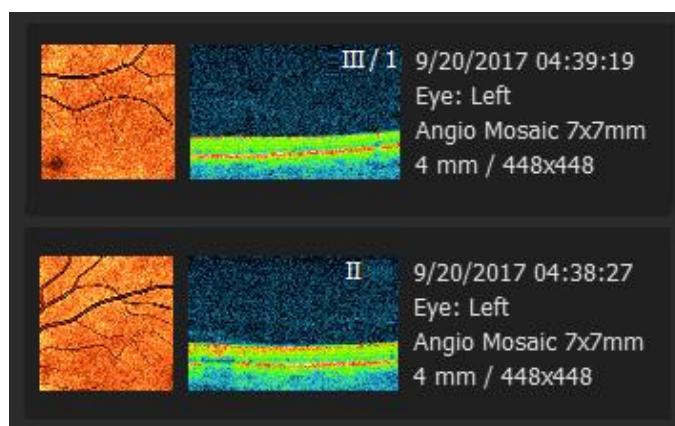 III / 1
9/20/2017 04:39:19
Eye: Left
Angio Mosaic 7x7mm
4 mm / 448x448
II
9/20/2017 04:38:27
Eye: Left
Angio Mosaic 7x7mm
4 mm / 448x448